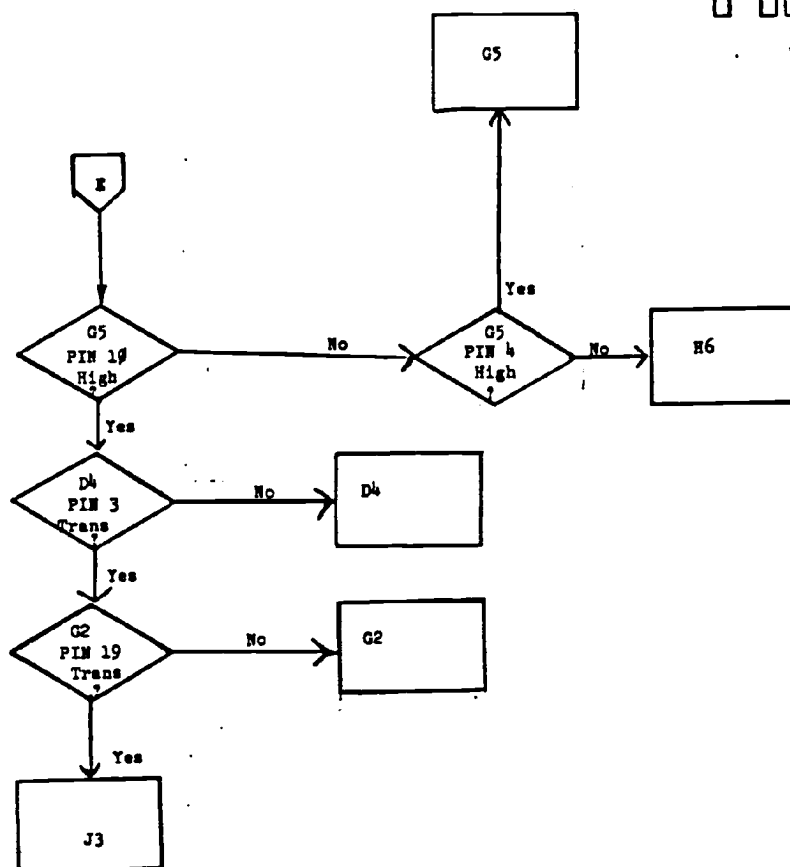 G5
E
Yes
G5
PIN 10
High
?
No
G5
PIN 4
High
?
No
H6
Yes
D4
PIN 3
Trans
?
No
D4
Yes
G2
PIN 19
Trans
?
No
G2
Yes
J3